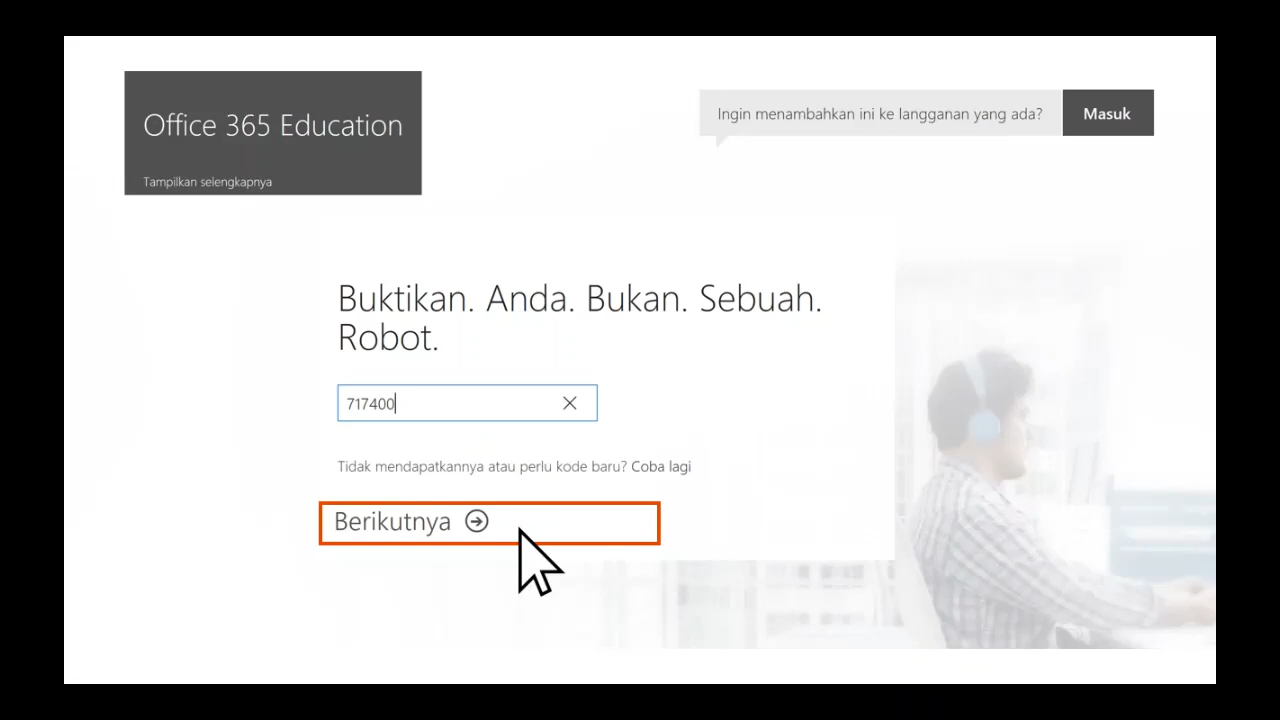 Office 365 Education
Tampilkan selengkapnya
Ingin menambahkan ini ke langganan yang ada?
Masuk
Buktikan. Anda. Bukan. Sebuah.
Robot.
717400
Tidak mendapatkannya atau perlu kode baru? Coba lagi
Berikutnya